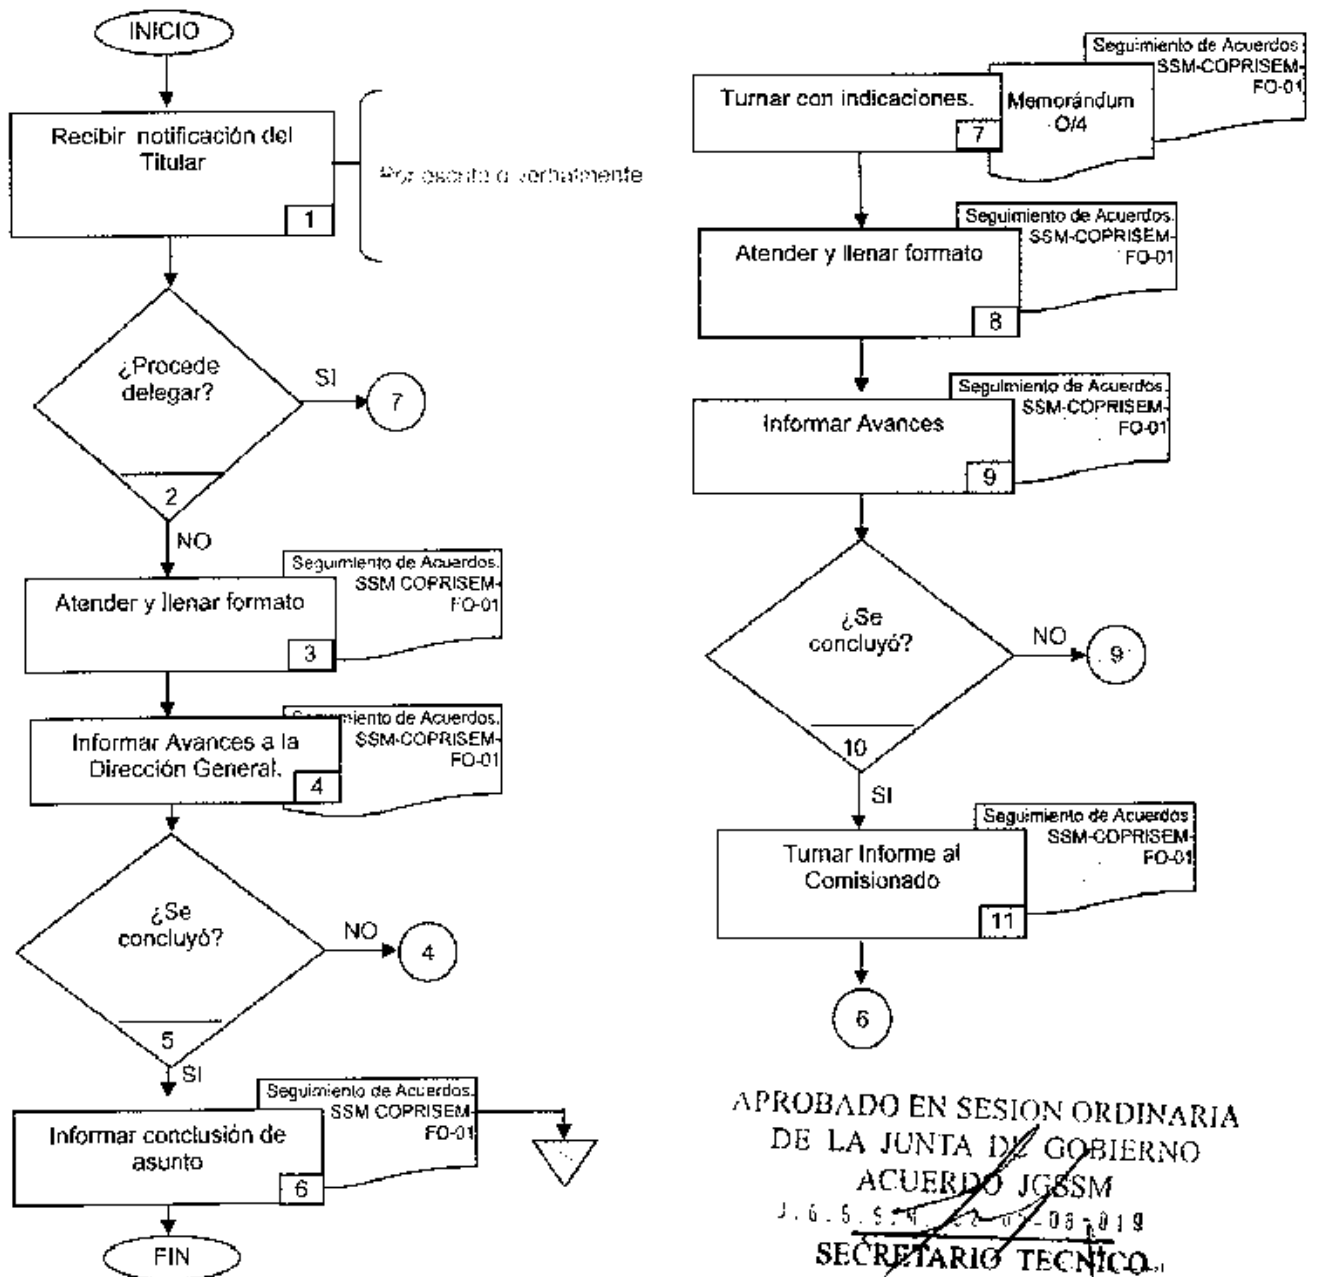 INICIO
Recibir notificación del
Titular
1
Por escrito o verbalmente
¿Procede
delegar?
2
SI
7
NO
Seguimiento de Acuerdos.
SSM COPRISEM-
FO-01
Atender y llenar formato
3
Seguimiento de Acuerdos.
SSM-COPRISEM-
FO-01
Informar Avances a la
Dirección General.
4
¿Se
concluyó?
5
NO
4
SI
Seguimiento de Acuerdos.
SSM COPRISEM-
FO-01
Informar conclusión de
asunto
6
FIN
Turnar con indicaciones.
7
Memorándum
O/4
Seguimiento de Acuerdos
SSM-COPRISEM-
FO-01
Seguimiento de Acuerdos.
SSM-COPRISEM-
FO-01
Atender y llenar formato
8
Seguimiento de Acuerdos.
SSM-COPRISEM-
FO-01
Informar Avances
9
¿Se
concluyó?
10
NO
9
SI
Seguimiento de Acuerdos
SSM-COPRISEM-
FO-01
Turnar Informe al
Comisionado
11
6
APROBADO EN SESION ORDINARIA
DE LA JUNTA DE GOBIERNO
ACUERDO JGSSM
SECRETARIO TECNICO